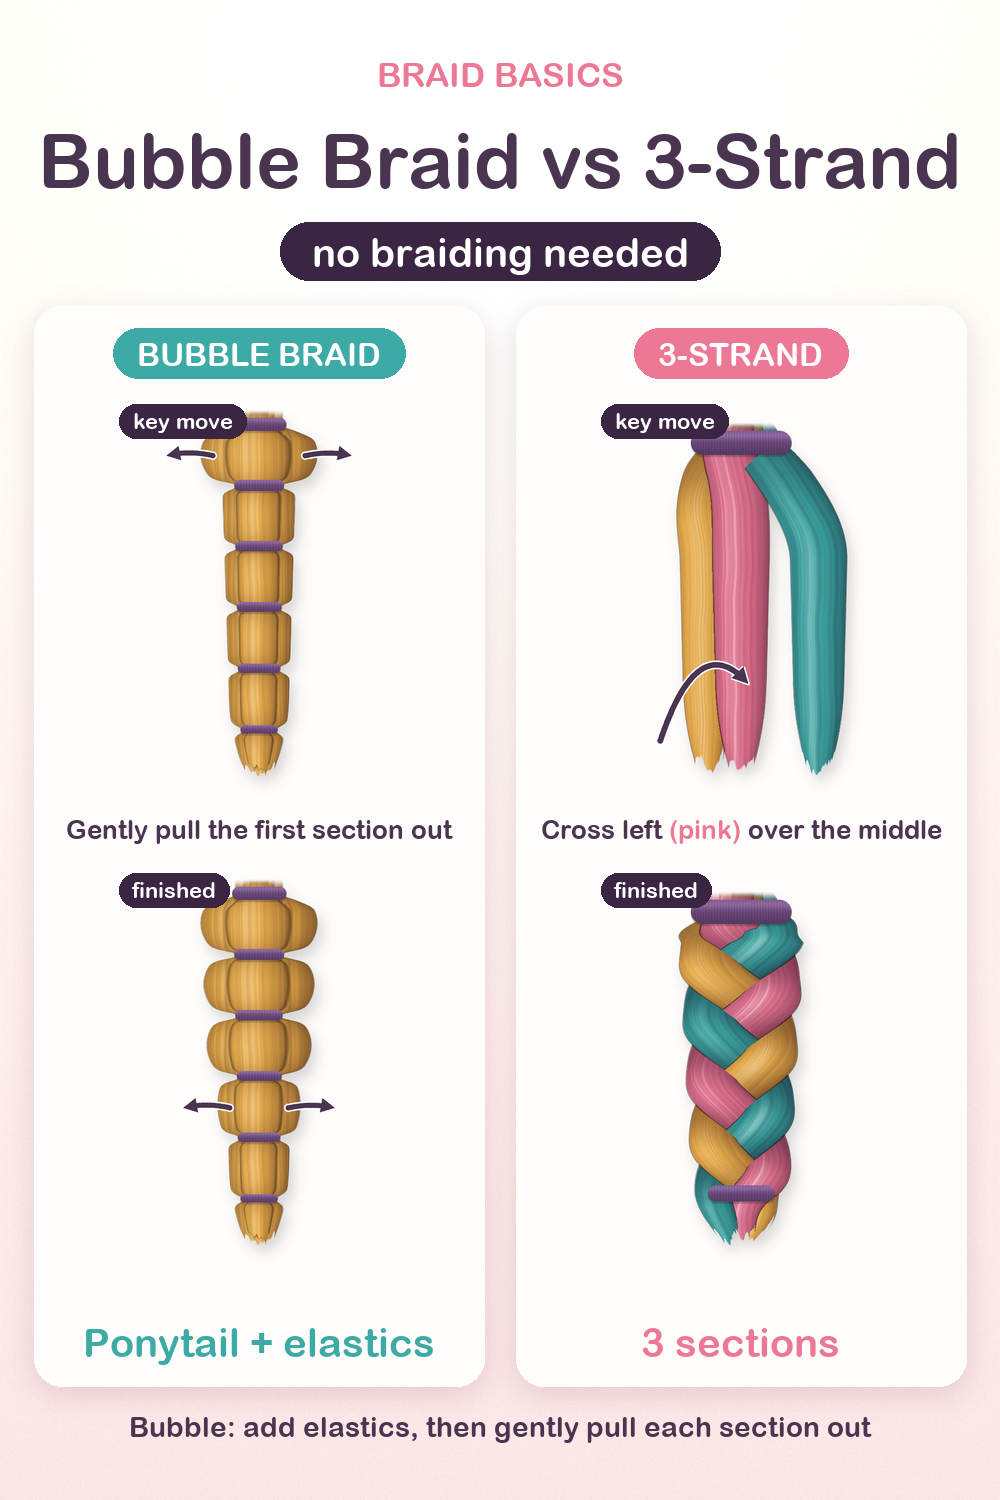 BRAID BASICS
Bubble Braid vs 3-Strand
no braiding needed
BUBBLE BRAID
key move
Gently pull the first section out
finished
Ponytail + elastics
3-STRAND
key move
Cross left (pink) over the middle
finished
3 sections
Bubble: add elastics, then gently pull each section out